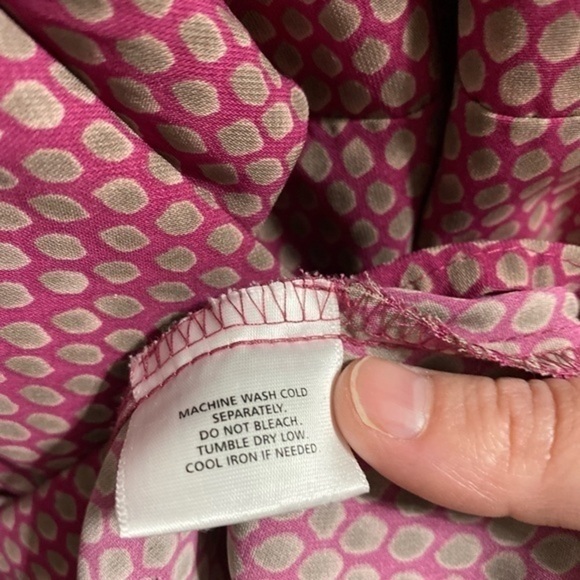 MACHINE WASH COLD
SEPARATELY.
DO NOT BLEACH.
TUMBLE DRY LOW.
COOL IRON IF NEEDED.